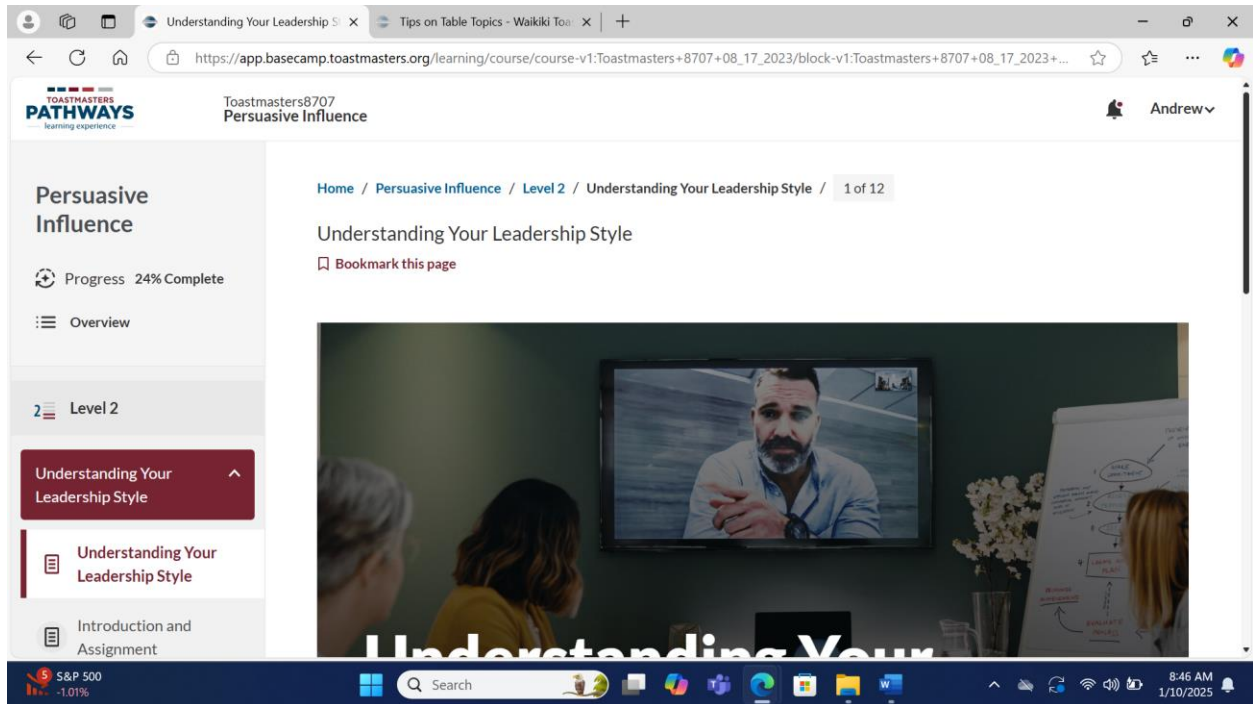 Understanding Your Leadership S
Tips on Table Topics - Waikiki Toa
https://app.basecamp.toastmasters.org/learning/course/course-v1:Toastmasters+8707+08_17_2023/block-v1:Toastmasters+8707+08_17_2023+...
TOASTMASTERS
PATHWAYS
learning experience
Toastmasters8707
Persuasive Influence
Andrew
Persuasive
Influence
Progress 24% Complete
Overview
2 Level 2
Understanding Your
Leadership Style
Understanding Your
Leadership Style
Introduction and
Assignment
Home / Persuasive Influence / Level 2 / Understanding Your Leadership Style / 1 of 12
Understanding Your Leadership Style
Bookmark this page
Understanding Your
5
S&P 500
-1.01%
Search
8:46 AM
1/10/2025